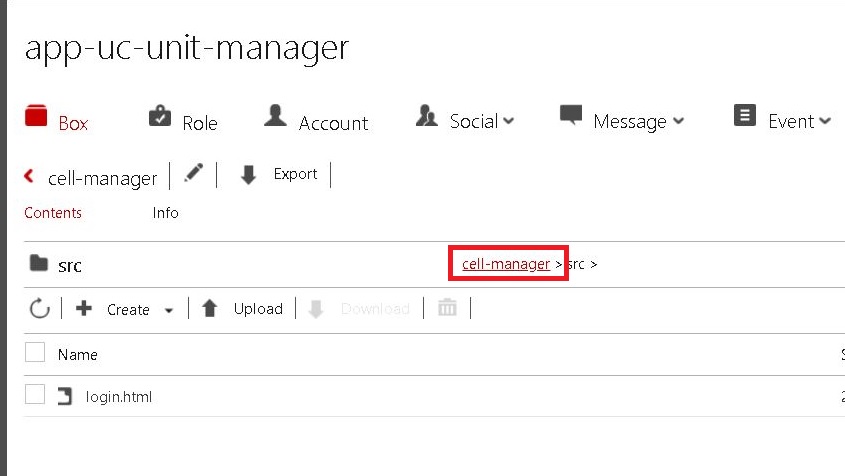 app-uc-unit-manager
Box Role Account Social Message Event
cell-manager Export
Contents Info
src cell-manager > src >
Create Upload Download
Name
login.html